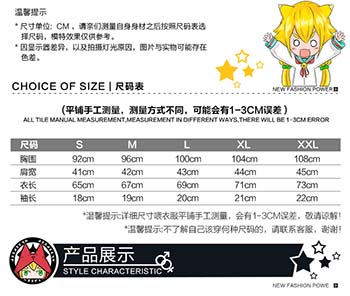 温馨提示
* 尺寸单位：CM，请亲们测量自身身材之后按照尺码表选
择尺码，模特效果仅供参考。
* 因显示器差异，以及拍摄灯光原因，图片与实物可能存在
色差。
NEW FASHION POWER
CHOICE OF SIZE | 尺码表
（平铺手工测量，测量方式不同，可能会有1-3CM误差）
ALL TILE MANUAL MEASUREMENT,MEASUREMENT IN DIFFERENT WAYS,THERE WILL BE 1-3CM ERROR
尺码 S M L XL XXL
胸围 92cm 96cm 100cm 104cm 108cm
肩宽 41cm 42cm 43cm 44cm 45cm
衣长 65cm 67cm 69cm 71cm 73cm
袖长 18cm 19cm 20cm 21cm 22cm
*温馨提示:详细尺寸喷衣服平铺手工测量，会有1-3CM误差，敬请谅解!
*温馨提示:不了解自己该穿何种尺码的，请联系客服，谢谢!
产品展示
STYLE CHARACTERISTIC
NEW FASHION POWE